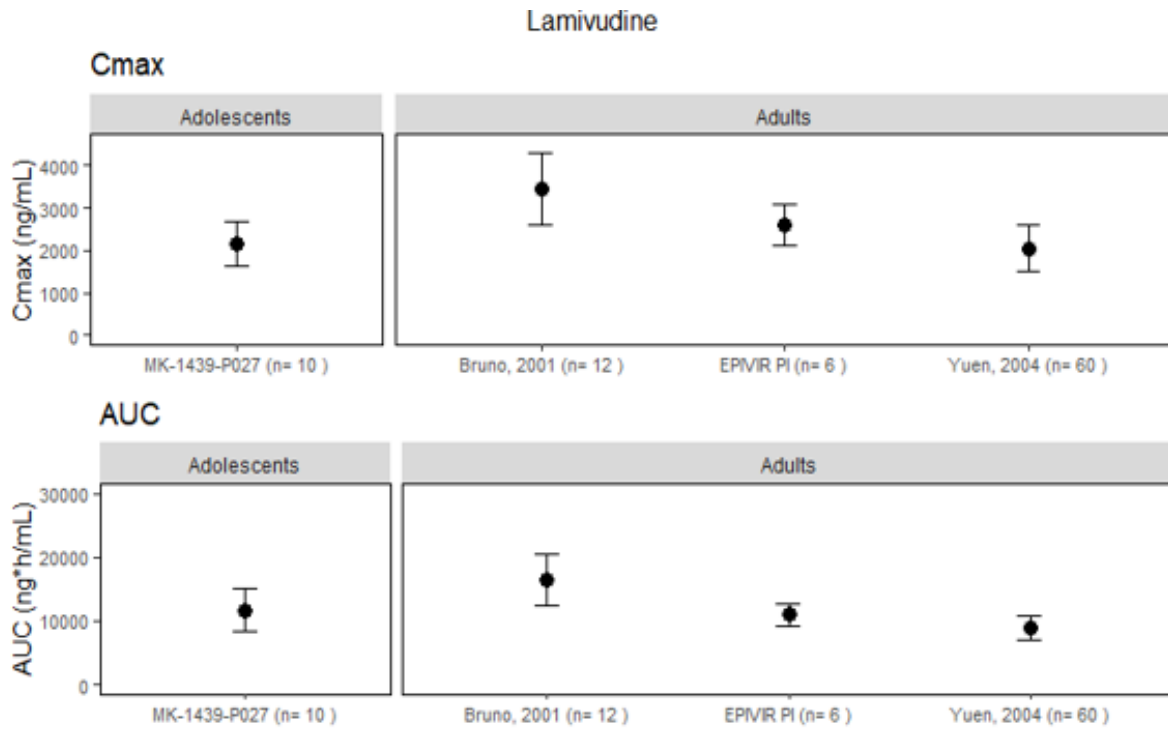 Lamivudine
Cmax
Adolescents
Adults
Cmax (ng/mL)
4000
3000
2000
1000
0
MK-1439-P027 (n= 10 )
Bruno, 2001 (n= 12 )
EPIVIR PI (n= 6 )
Yuen, 2004 (n= 60 )
AUC
Adolescents
Adults
AUC (ng*h/mL)
30000
20000
10000
0
MK-1439-P027 (n= 10 )
Bruno, 2001 (n= 12 )
EPIVIR PI (n= 6 )
Yuen, 2004 (n= 60 )